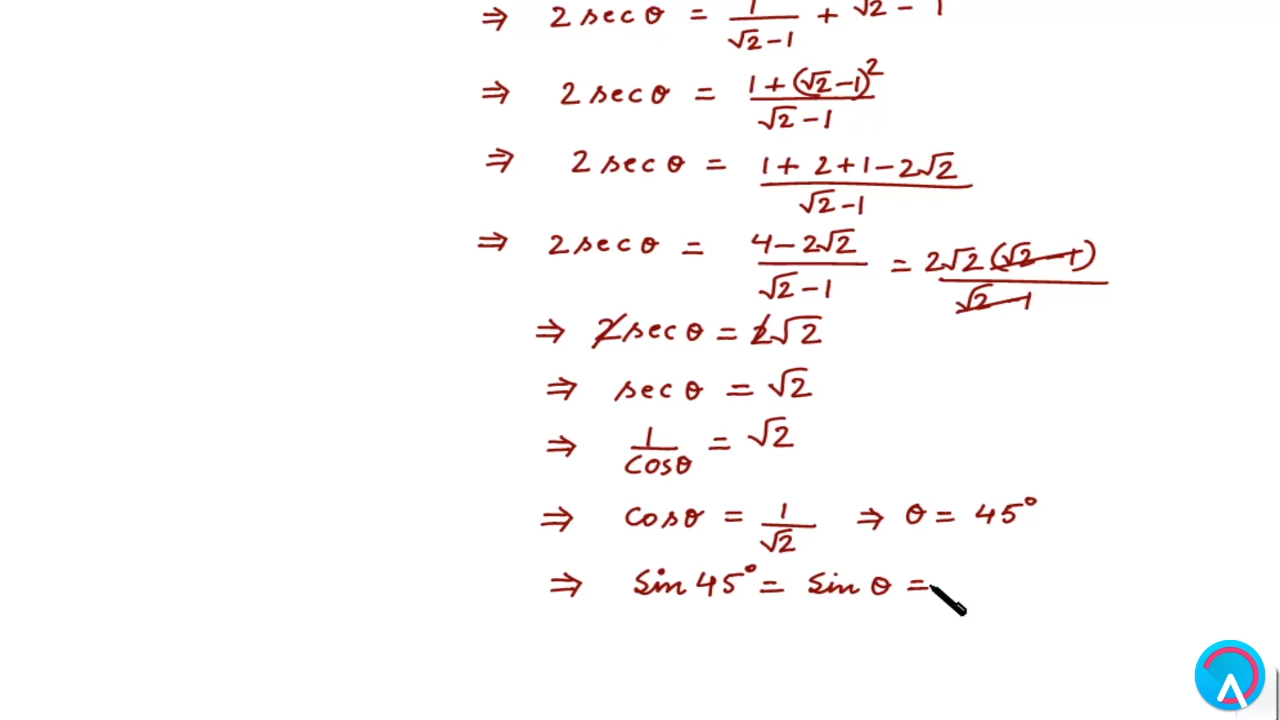 ⇒ 2 sec θ = 1/(√2 - 1) + √2 - 1
⇒ 2 sec θ = (1 + (√2 - 1)²)/(√2 - 1)
⇒ 2 sec θ = (1 + 2 + 1 - 2√2)/(√2 - 1)
⇒ 2 sec θ = (4 - 2√2)/(√2 - 1) = 2√2 (√2 - 1)/(√2 - 1)
⇒ 2 sec θ = 2√2
⇒ sec θ = √2
⇒ 1/cos θ = √2
⇒ cos θ = 1/√2 ⇒ θ = 45°
⇒ sin 45° = sin θ =